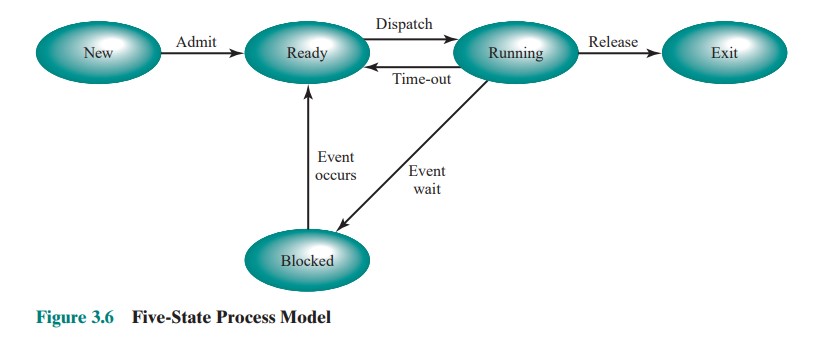 Dispatch
New
Admit
Ready
Running
Release
Exit
Time-out
Event
occurs
Event
wait
Blocked
Figure 3.6 Five-State Process Model